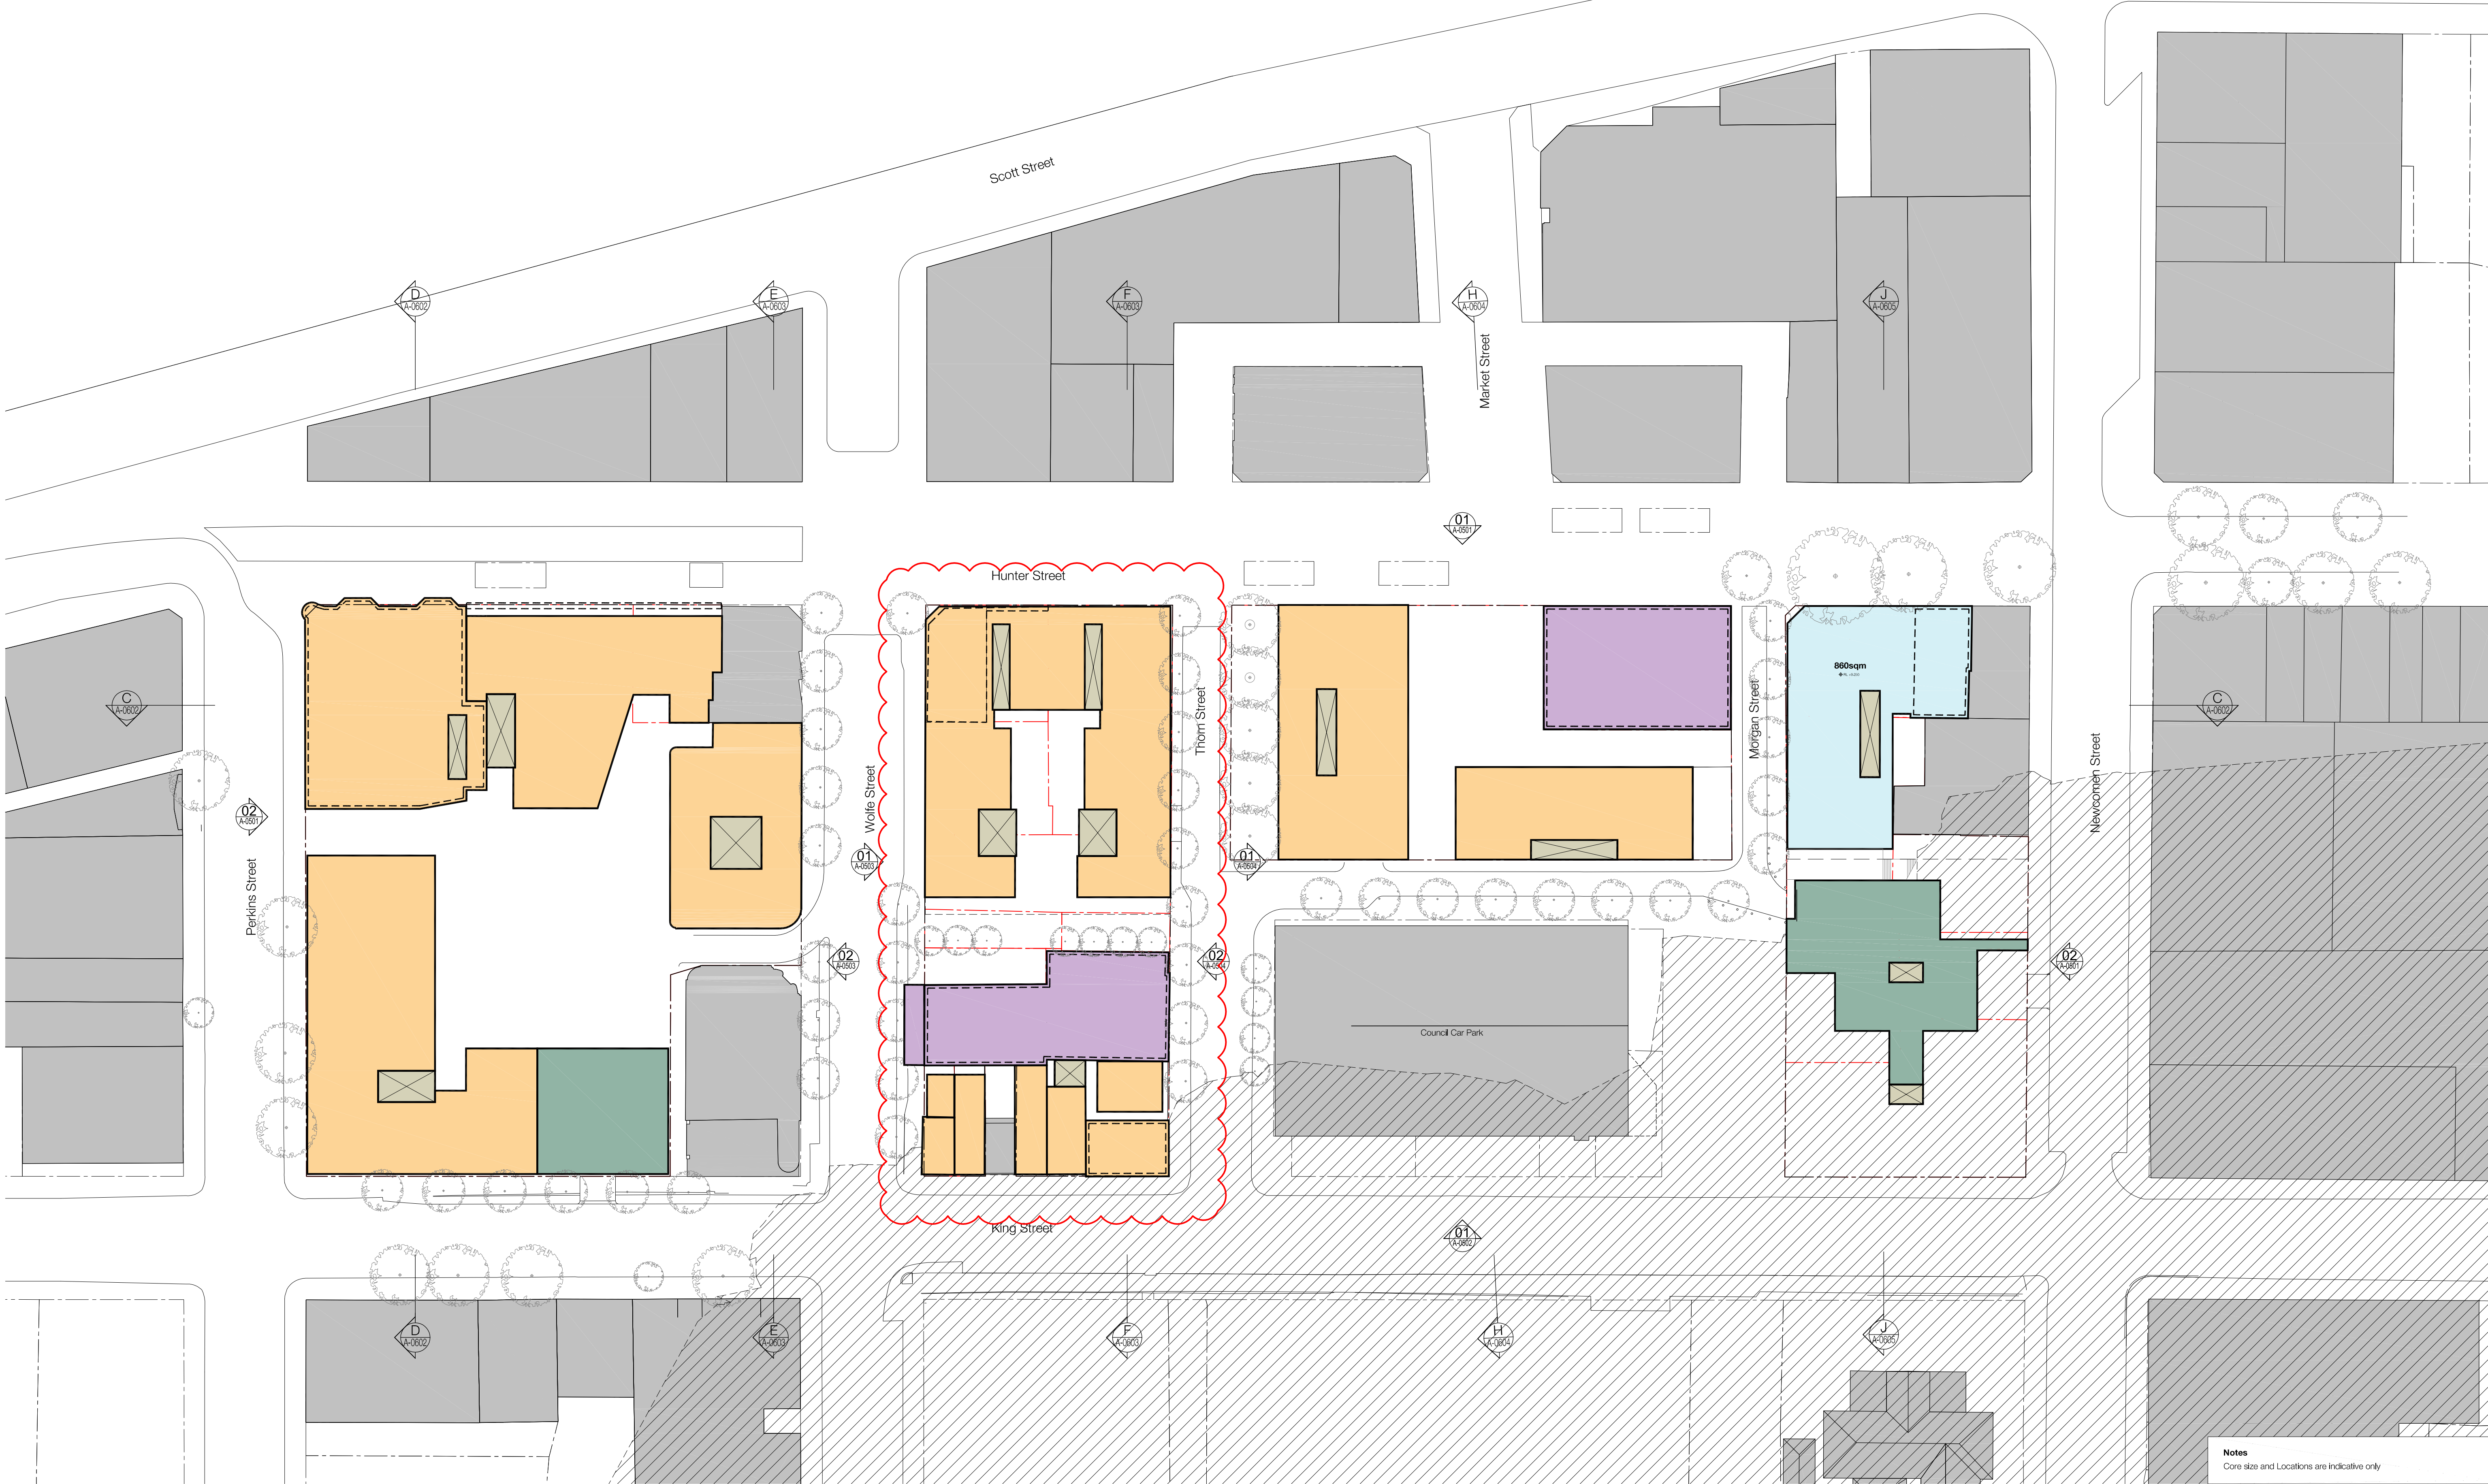 Scott Street
D
A-0602
E
A-0603
F
A-0603
H
A-0604
J
A-0605
Market Street
01
A-0501
Hunter Street
C
A-0602
860sqm
C
A-0602
Thorn Street
Morgan Street
Newcomen Street
Wolfe Street
02
A-0501
01
A-0503
01
A-0504
Perkins Street
02
A-0503
02
A-0504
02
A-0501
Council Car Park
King Street
01
A-0502
D
A-0602
E
A-0603
F
A-0603
H
A-0604
J
A-0605
Notes
Core size and Locations are indicative only